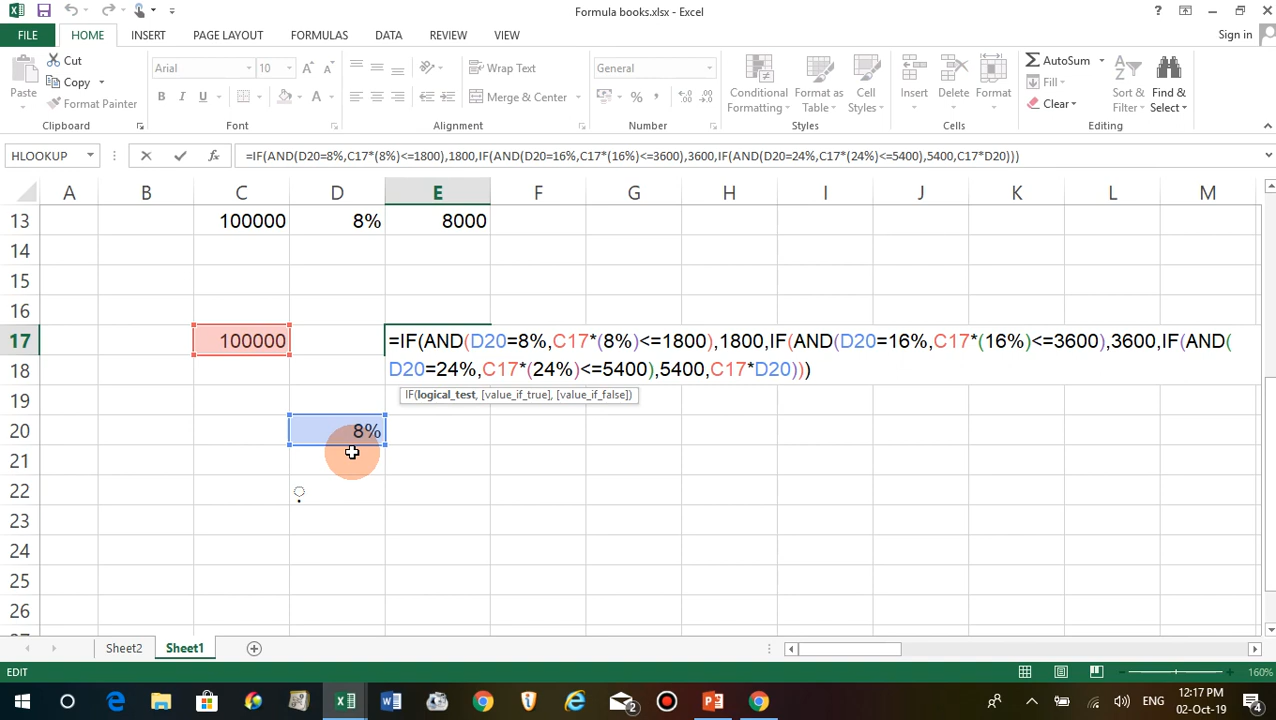 Formula books.xlsx - Excel
?
FILE HOME INSERT PAGE LAYOUT FORMULAS DATA REVIEW VIEW Sign in
Paste
Cut
Copy
Format Painter
Clipboard
Arial 10
B I U
Font
Wrap Text
Merge & Center
Alignment
General
%
Number
Conditional Formatting
Format as Table
Cell Styles
Styles
Insert Delete Format
Cells
AutoSum
Fill
Clear
Sort & Filter
Find & Select
Editing
HLOOKUP fx =IF(AND(D20=8%,C17*(8%)<=1800),1800,IF(AND(D20=16%,C17*(16%)<=3600),3600,IF(AND(D20=24%,C17*(24%)<=5400),5400,C17*D20)))
A B C D E F G H I J K L M
13 100000 8% 8000
14
15
16
17 100000 =IF(AND(D20=8%,C17*(8%)<=1800),1800,IF(AND(D20=16%,C17*(16%)<=3600),3600,IF(AND(
18 D20=24%,C17*(24%)<=5400),5400,C17*D20)))
19 IF(logical_test, [value_if_true], [value_if_false])
20 8%
21
22
23
24
25
26
Sheet2 Sheet1
EDIT 160%
2 ENG 12:17 PM
02-Oct-19 4